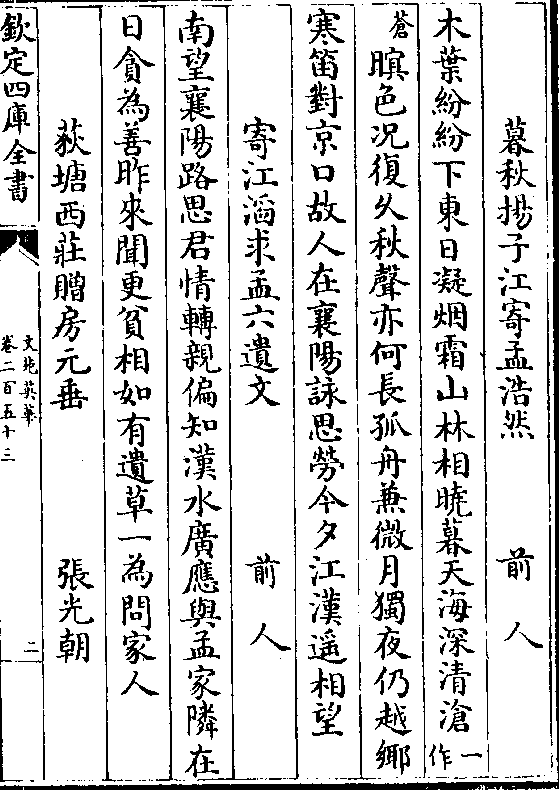 暮秋揚子江寄孟浩然　前人
木葉紛紛下東日凝烟霜山林相曉暮天海深清滄一作
蒼暝色况復久秋聲亦何長孤舟兼微月獨夜仍越鄉
寒笛對京口故人在襄陽詠思勞今夕江漢遥相望
寄江滔求孟六遺文　前人
南望襄陽路思君情轉親偏知漢水廣應與孟家隣在
日貪為善昨來聞更貧相如有遺草一為問家人
荻塘西莊贈房元垂　張光朝
欽定四庫全書
文苑英華
卷二百五十三
二